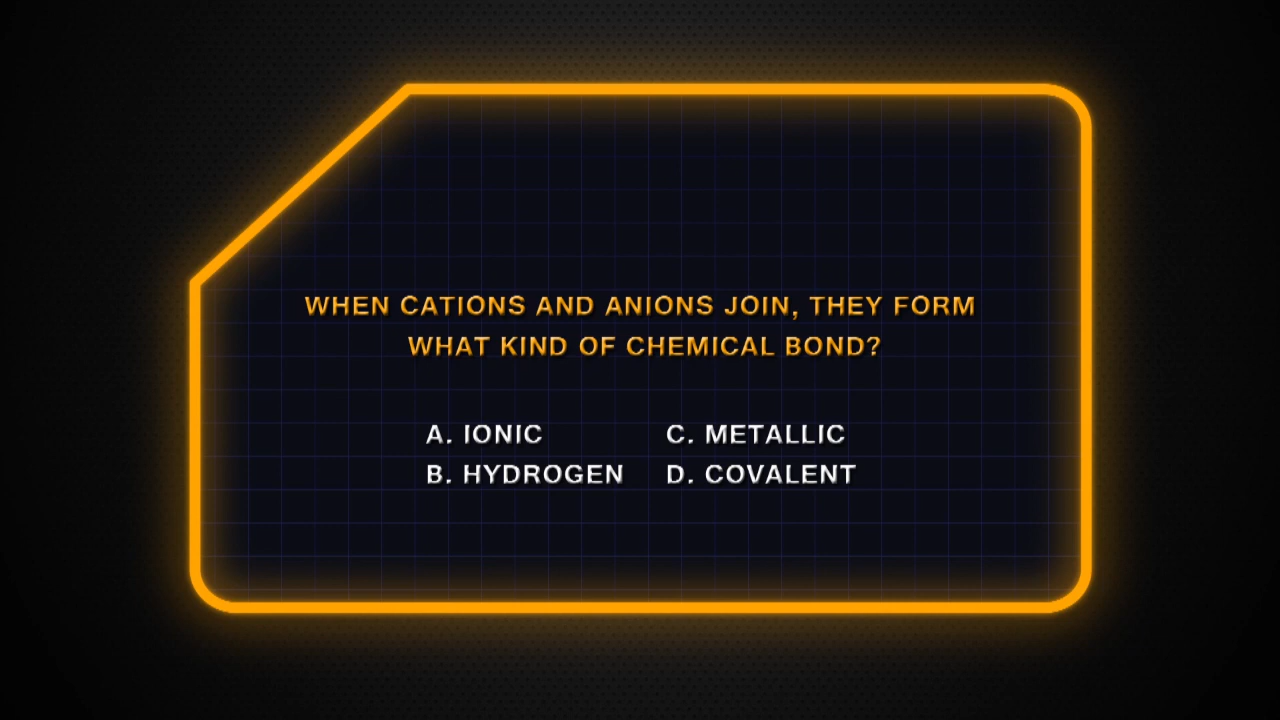 WHEN CATIONS AND ANIONS JOIN, THEY FORM
WHAT KIND OF CHEMICAL BOND?
A. IONIC
B. HYDROGEN
C. METALLIC
D. COVALENT